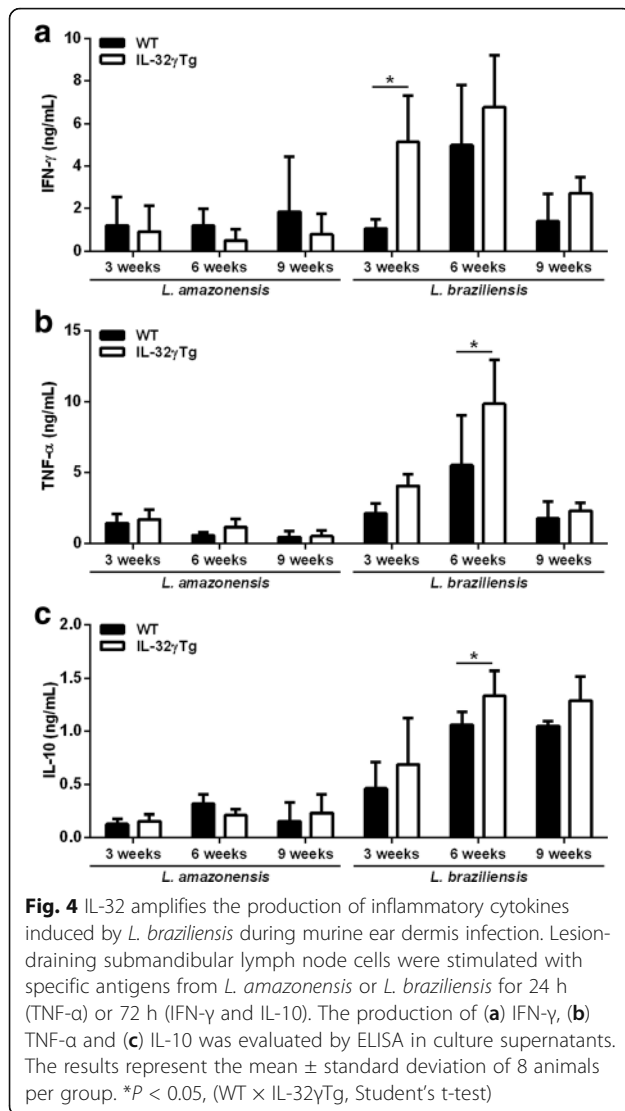 a
WT
IL-32γTg
*
IFN-γ (ng/mL)
10
8
6
4
2
0
3 weeks 6 weeks 9 weeks 3 weeks 6 weeks 9 weeks
L. amazonensis L. braziliensis
b
WT
IL-32γTg
*
TNF-α (ng/mL)
15
10
5
0
3 weeks 6 weeks 9 weeks 3 weeks 6 weeks 9 weeks
L. amazonensis L. braziliensis
c
WT
IL-32γTg
*
IL-10 (ng/mL)
2.0
1.5
1.0
0.5
0.0
3 weeks 6 weeks 9 weeks 3 weeks 6 weeks 9 weeks
L. amazonensis L. braziliensis
Fig. 4 IL-32 amplifies the production of inflammatory cytokines
induced by L. braziliensis during murine ear dermis infection. Lesion-
draining submandibular lymph node cells were stimulated with
specific antigens from L. amazonensis or L. braziliensis for 24 h
(TNF-α) or 72 h (IFN-γ and IL-10). The production of (a) IFN-γ, (b)
TNF-α and (c) IL-10 was evaluated by ELISA in culture supernatants.
The results represent the mean ± standard deviation of 8 animals
per group. *P < 0.05, (WT × IL-32γTg, Student's t-test)